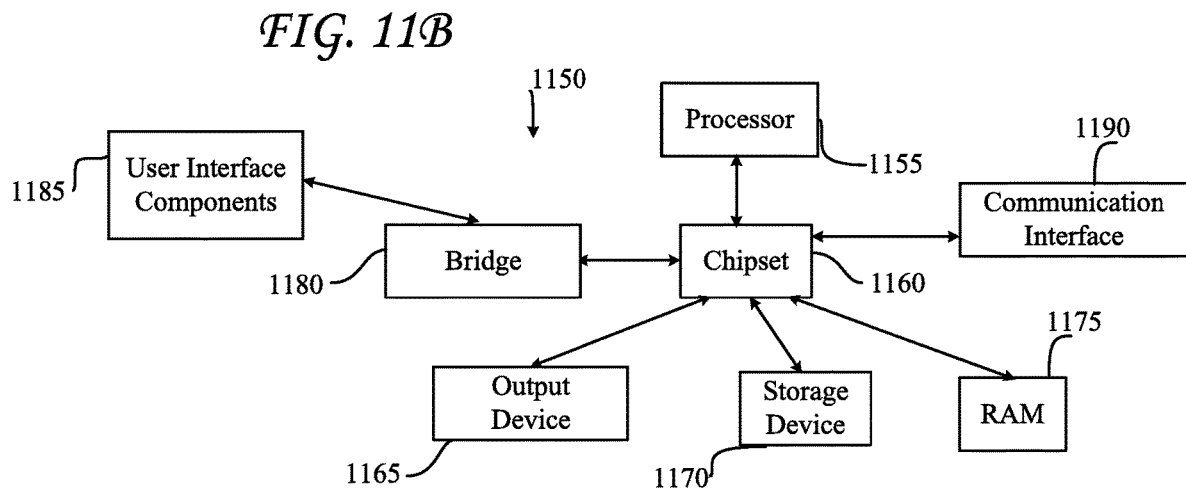 FIG. 11B
1150
Processor
1155
1190
User Interface
Components
1185
Communication
Interface
Bridge
1180
Chipset
1160
1175
Output
Device
1165
Storage
Device
1170
RAM